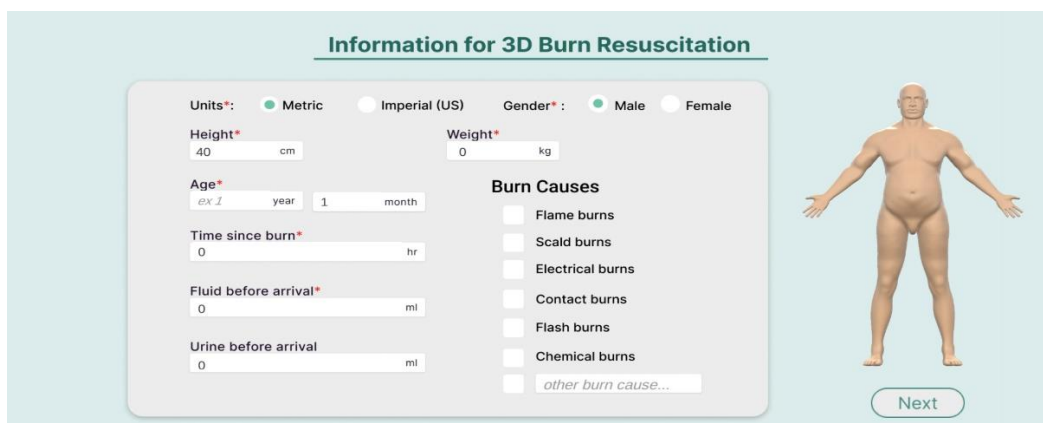 Information for 3D Burn Resuscitation
Units*: Metric Imperial (US) Gender* : Male Female
Height* Weight*
40 cm 0 kg
Age* Burn Causes
ex 1 year 1 month
Flame burns
Time since burn*
Scald burns
0 hr
Electrical burns
Fluid before arrival*
Contact burns
0 ml
Flash burns
Urine before arrival
Chemical burns
0 ml
other burn cause...
Next